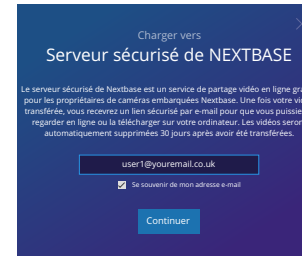 Charger vers
Serveur sécurisé de NEXTBASE
Le serveur sécurisé de Nextbase est un service de partage vidéo en ligne
pour les propriétaires de caméras embarquées Nextbase. Une fois votre
transférée, vous recevrez un lien sécurisé par e-mail pour que vous
regarder en ligne ou la télécharger sur votre ordinateur. Les vidéos
automatiquement supprimées 30 jours après avoir été transférées.
user1@youremail.co.uk
Se souvenir de mon adresse e-mail
Continuer